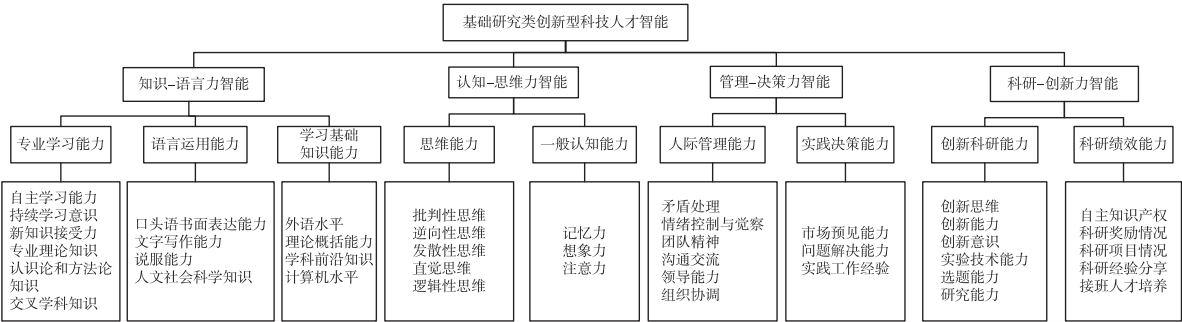 基础研究类创新型科技人才智能
知识–语言力智能
认知–思维力智能
管理–决策力智能
科研–创新力智能
专业学习能力
语言运用能力
学习基础
知识能力
思维能力
一般认知能力
人际管理能力
实践决策能力
创新科研能力
科研绩效能力
自主学习能力
持续学习意识
新知识接受力
专业理论知识
认识论和方法论
知识
交叉学科知识
口头语书面表达能力
文字写作能力
说服能力
人文社会科学知识
外语水平
理论概括能力
学科前沿知识
计算机水平
批判性思维
逆向性思维
发散性思维
直觉思维
逻辑性思维
记忆力
想象力
注意力
矛盾处理
情绪控制与觉察
团队精神
沟通交流
领导能力
组织协调
市场预见能力
问题解决能力
实践工作经验
创新思维
创新能力
创新意识
实验技术能力
选题能力
研究能力
自主知识产权
科研奖励情况
科研项目情况
科研经验分享
接班人才培养